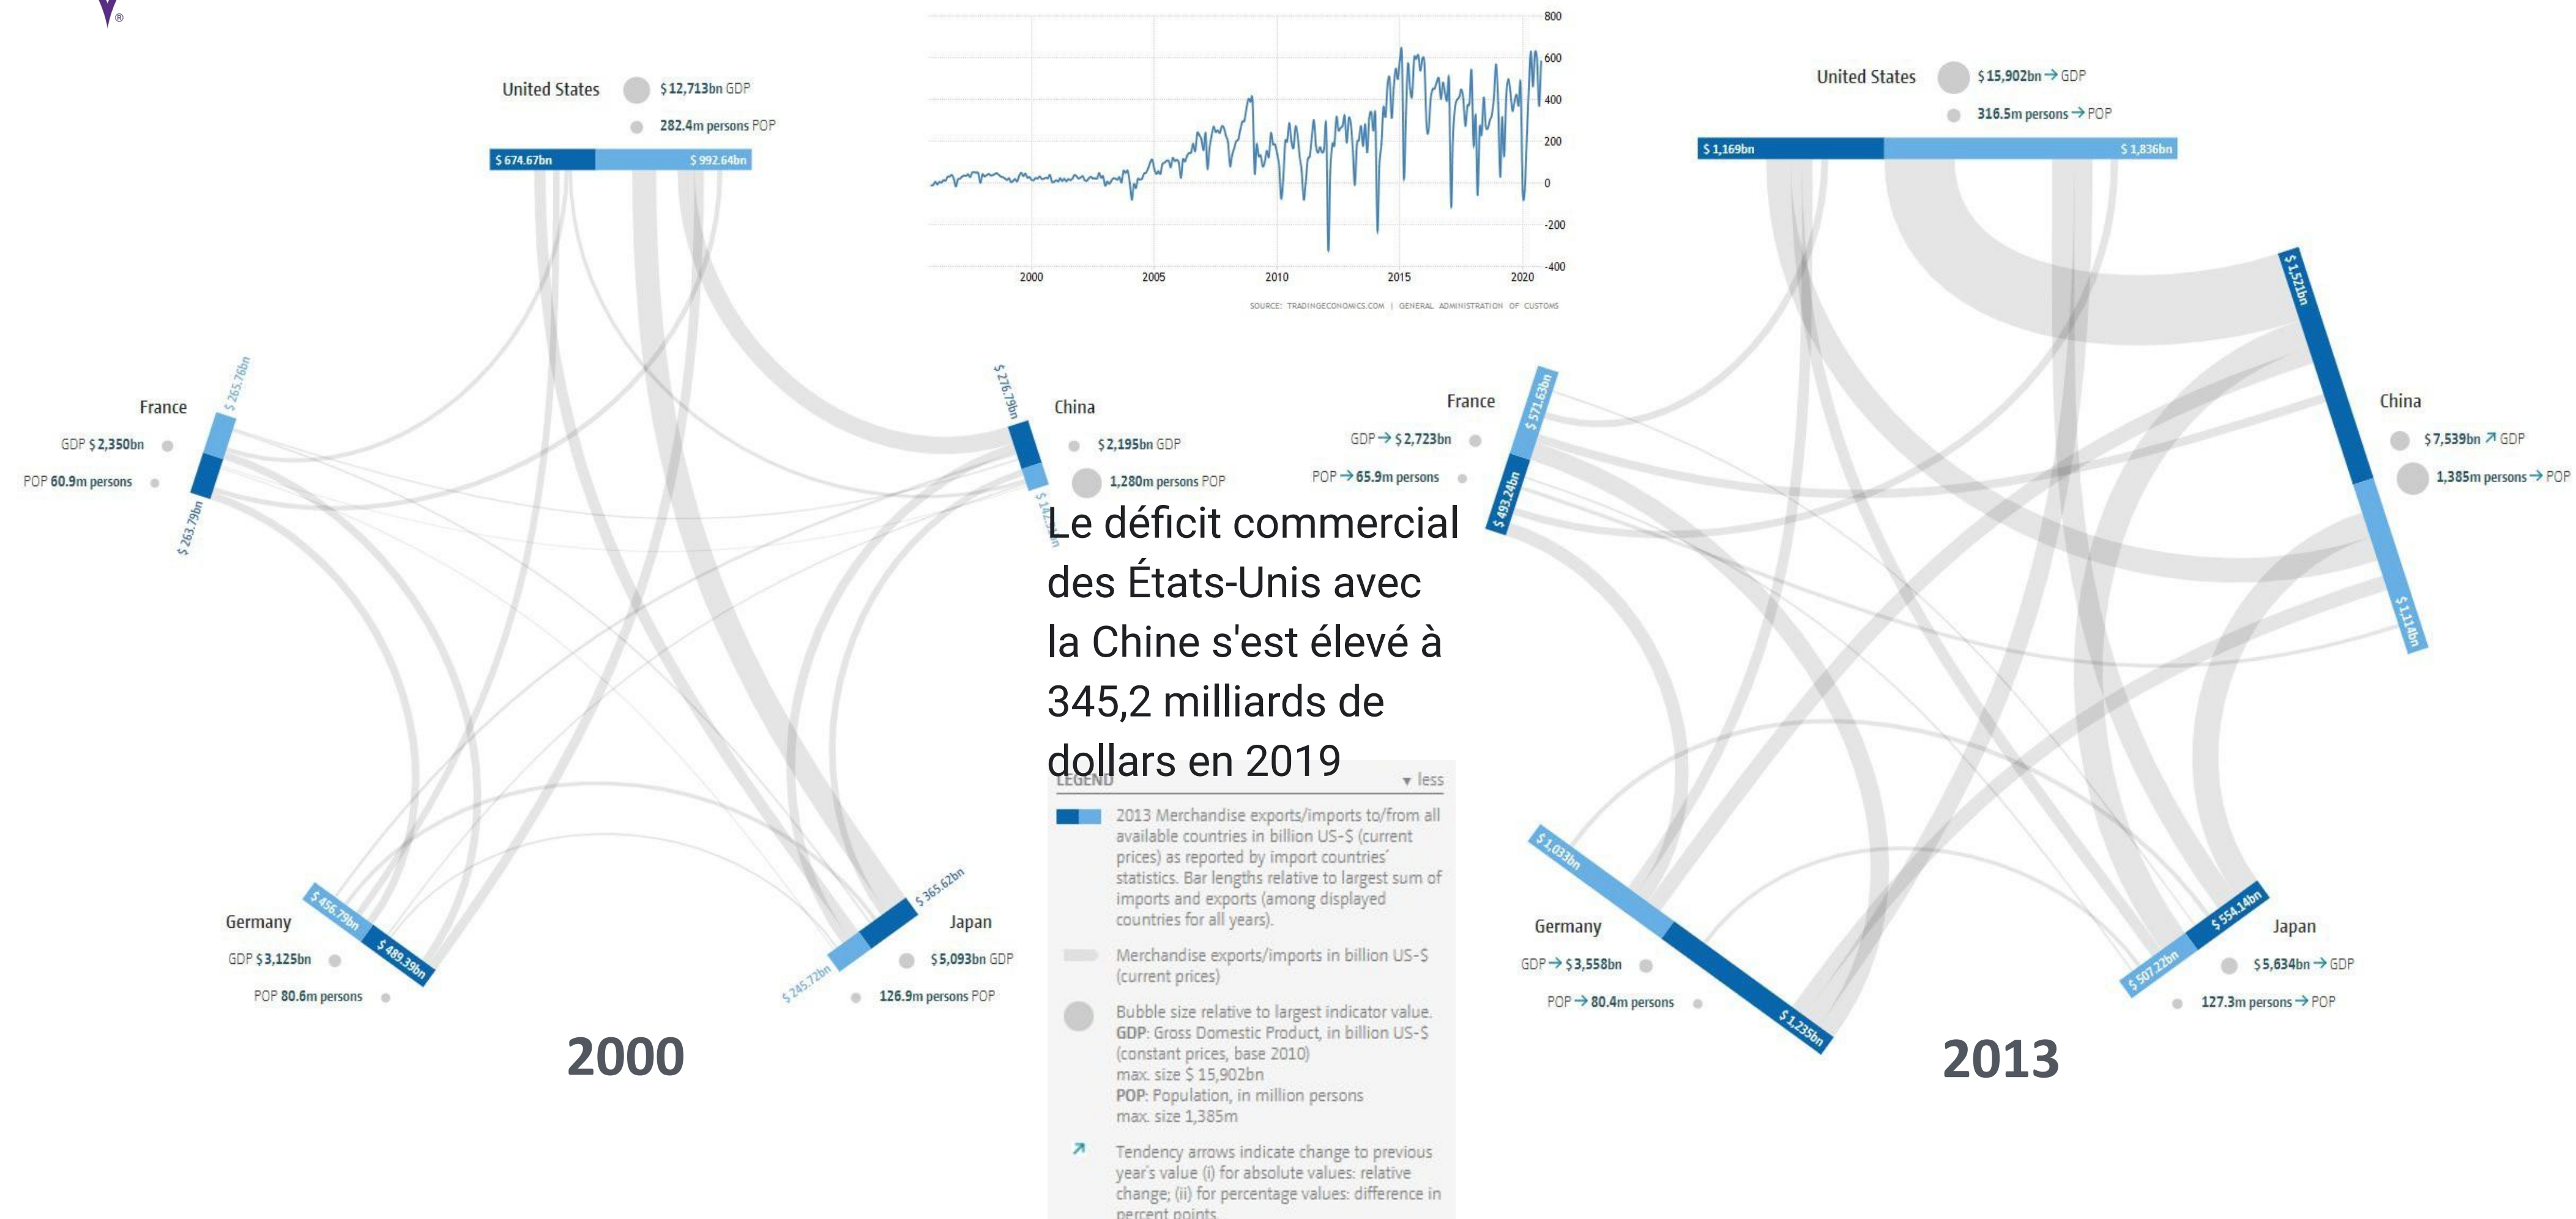 ®
United States
$ 12,713bn GDP
282.4m persons POP
$ 674.67bn
$ 992.64bn
France
GDP $ 2,350bn
POP 60.9m persons
$ 265.76bn
$ 263.79bn
$ 276.79bn
China
$ 2,195bn GDP
1,280m persons POP
Germany
GDP $ 3,125bn
POP 80.6m persons
$ 456.79bn
$ 489.39bn
$ 365.62bn
$ 245.72bn
Japan
$ 5,093bn GDP
126.9m persons POP
2000
800
600
400
200
0
-200
-400
2000
2005
2010
2015
2020
SOURCE: TRADINGECONOMICS.COM | GENERAL ADMINISTRATION OF CUSTOMS
Le déficit commercial
des États-Unis avec
la Chine s'est élevé à
345,2 milliards de
dollars en 2019
LEGEND
▾ less
2013 Merchandise exports/imports to/from all
available countries in billion US-$ (current
prices) as reported by import countries'
statistics. Bar lengths relative to largest sum of
imports and exports (among displayed
countries for all years).
Merchandise exports/imports in billion US-$
(current prices)
Bubble size relative to largest indicator value.
GDP: Gross Domestic Product, in billion US-$
(constant prices, base 2010)
max. size $ 15,902bn
POP: Population, in million persons
max. size 1,385m
Tendency arrows indicate change to previous
year's value (i) for absolute values: relative
change; (ii) for percentage values: difference in
percent points.
United States
$ 15,902bn → GDP
316.5m persons → POP
$ 1,169bn
$ 1,836bn
France
GDP → $ 2,723bn
POP → 65.9m persons
$ 571.63bn
$ 493.24bn
$ 1,521bn
$ 1,114bn
China
$ 7,539bn ↗ GDP
1,385m persons → POP
Germany
GDP → $ 3,558bn
POP → 80.4m persons
$ 1,033bn
$ 1,235bn
$ 554.14bn
$ 507.22bn
Japan
$ 5,634bn → GDP
127.3m persons → POP
2013